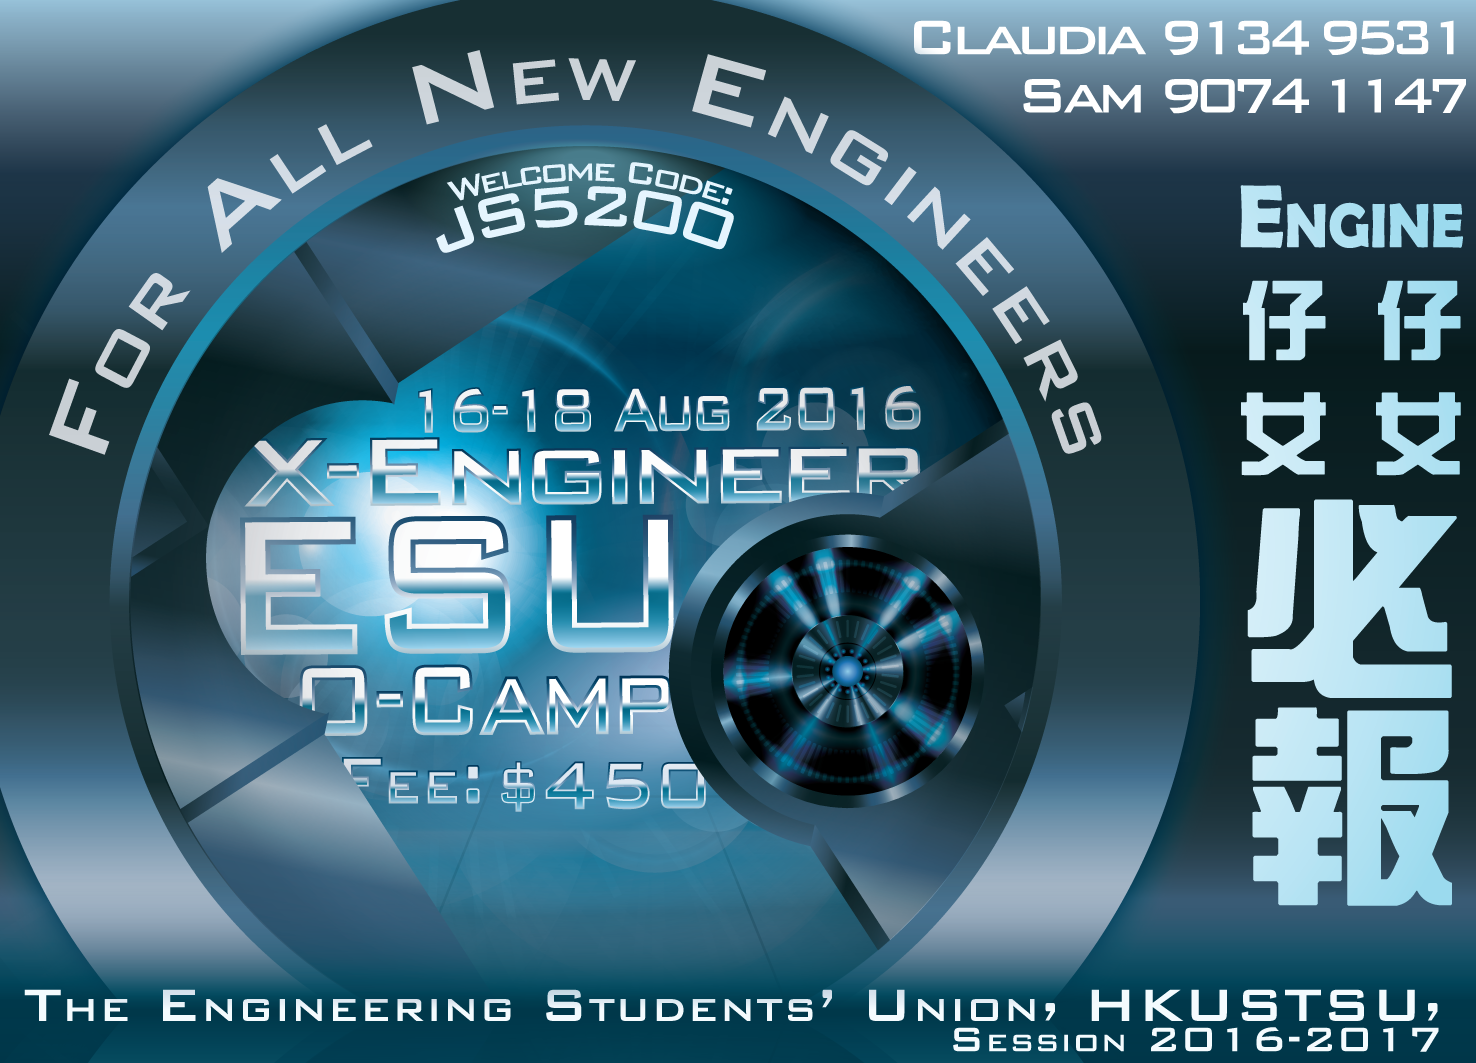 Claudia 9134 9531
Sam 9074 1147
For All New Engineers
Welcome Code:
JS5200
16-18 Aug 2016
X-Engineer
ESU
O-Camp
Fee: $450
Engine
仔仔
女女
必
報
The Engineering Students' Union, HKUSTSU,
Session 2016-2017